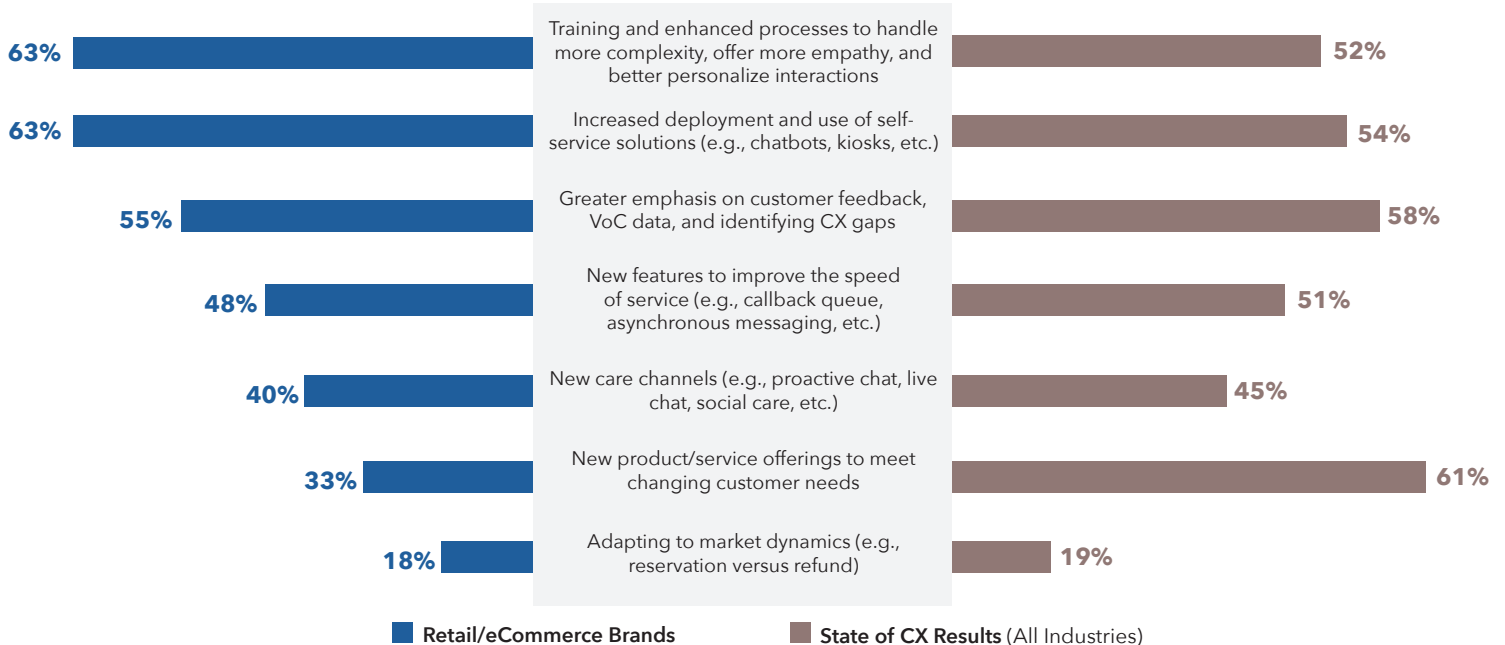 Training and enhanced processes to handle
63% more complexity, offer more empathy, and 52%
better personalize interactions
63% Increased deployment and use of self- 54%
service solutions (e.g., chatbots, kiosks, etc.)
Greater emphasis on customer feedback,
55% VoC data, and identifying CX gaps 58%
New features to improve the speed
48% of service (e.g., callback queue, 51%
asynchronous messaging, etc.)
New care channels (e.g., proactive chat, live
40% chat, social care, etc.) 45%
New product/service offerings to meet
33% changing customer needs 61%
Adapting to market dynamics (e.g.,
18% reservation versus refund) 19%
Retail/eCommerce Brands State of CX Results (All Industries)